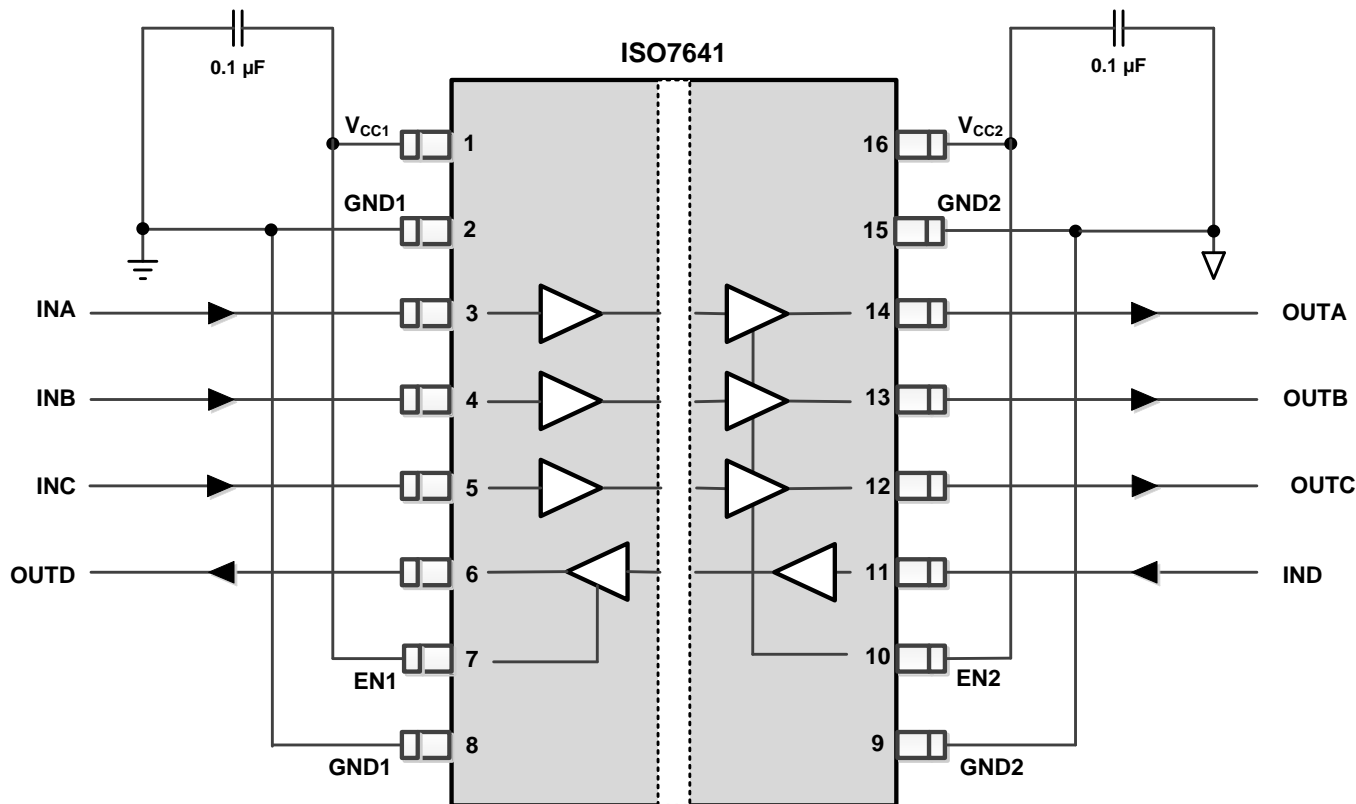 ISO7641
0.1 µF
0.1 µF
VCC1
1
16
VCC2
GND1
2
15
GND2
INA
3
14
OUTA
INB
4
13
OUTB
INC
5
12
OUTC
OUTD
6
11
IND
EN1
7
10
EN2
GND1
8
9
GND2